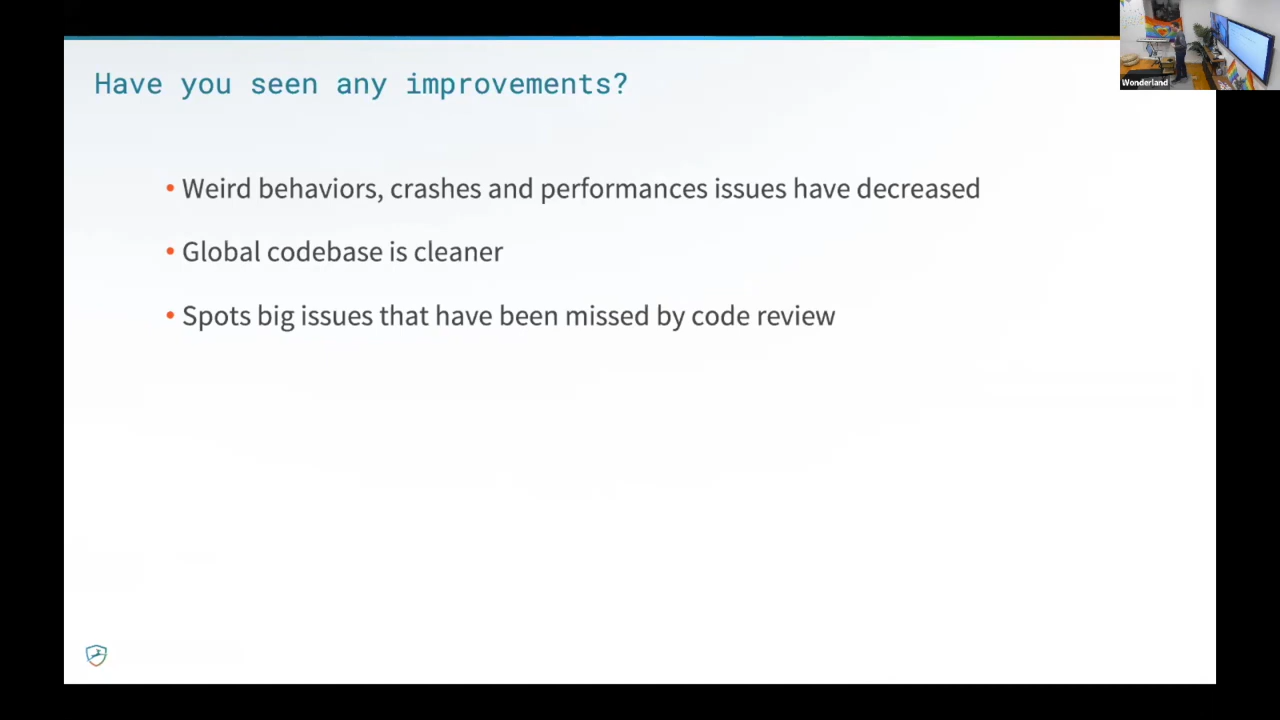 Have you seen any improvements?
Wonderland
• Weird behaviors, crashes and performances issues have decreased
• Global codebase is cleaner
• Spots big issues that have been missed by code review